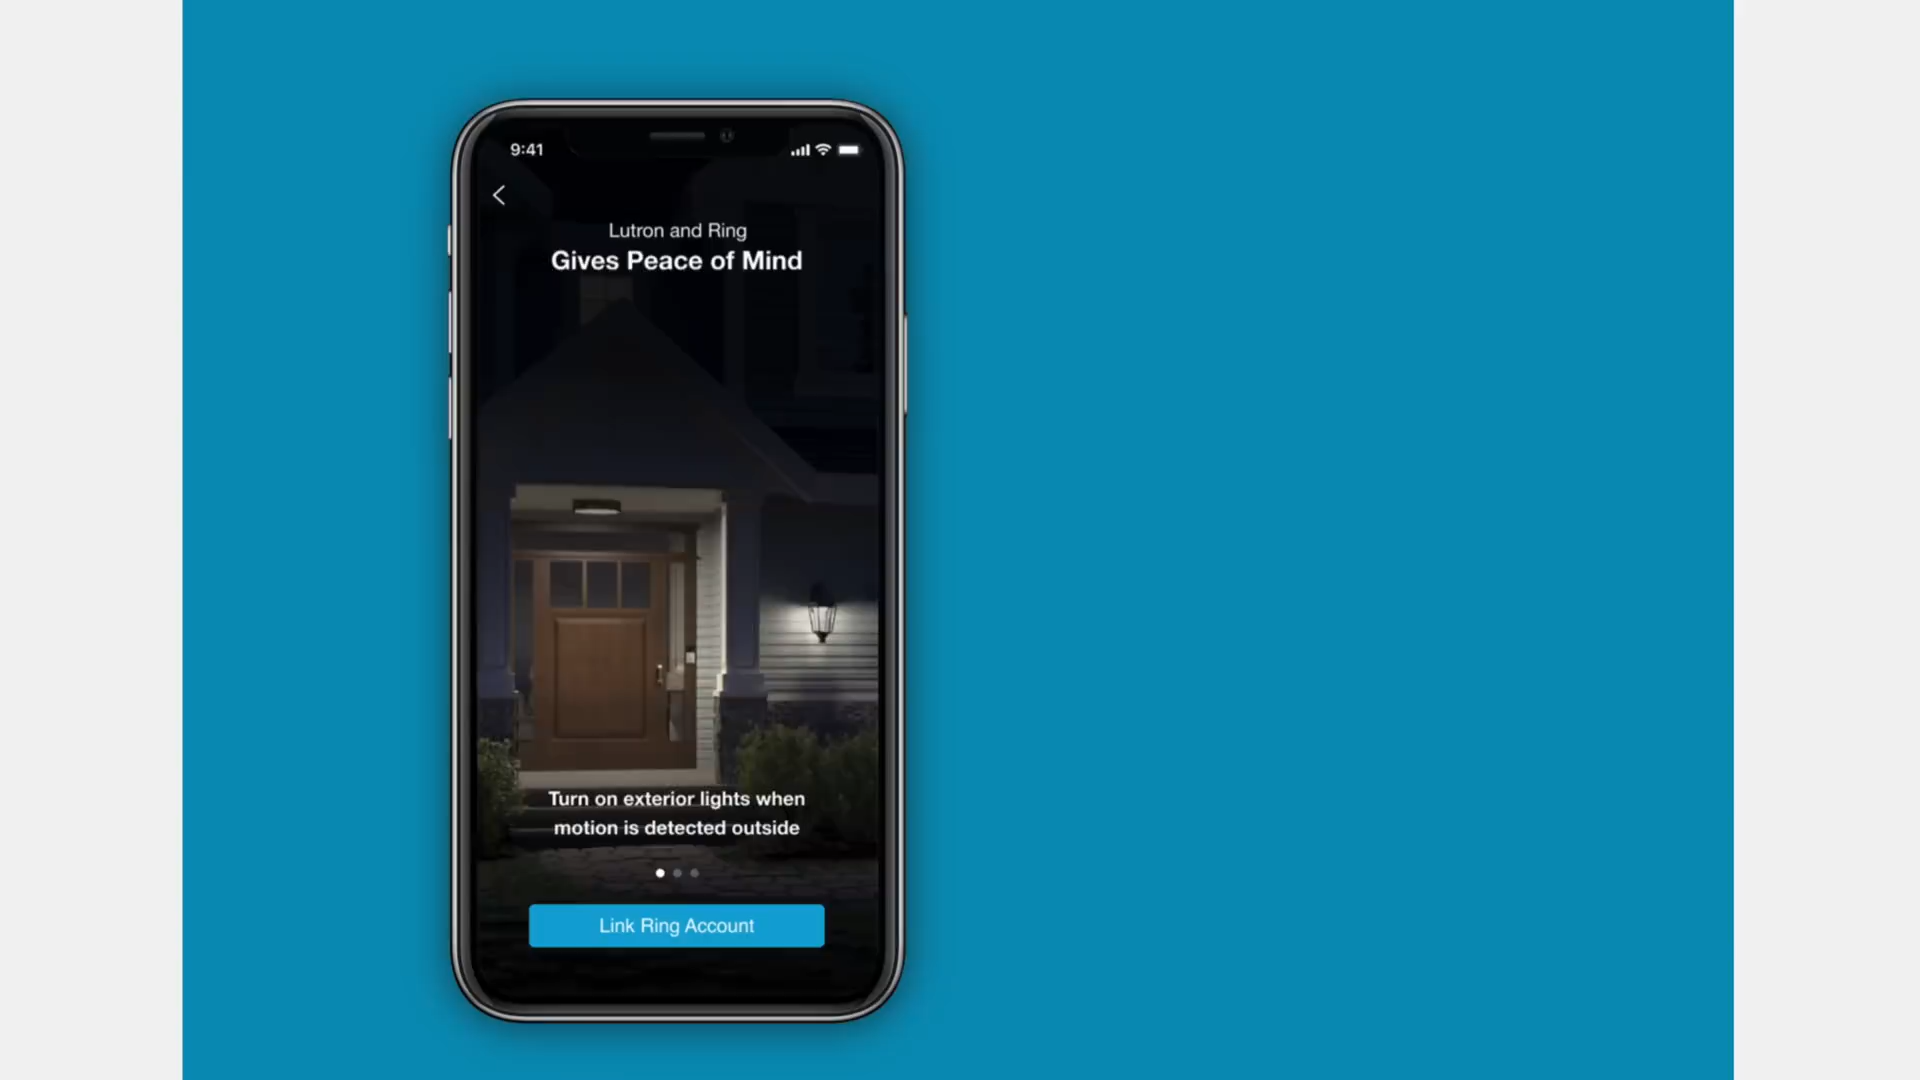 9:41
Lutron and Ring
Gives Peace of Mind
Turn on exterior lights when
motion is detected outside
Link Ring Account